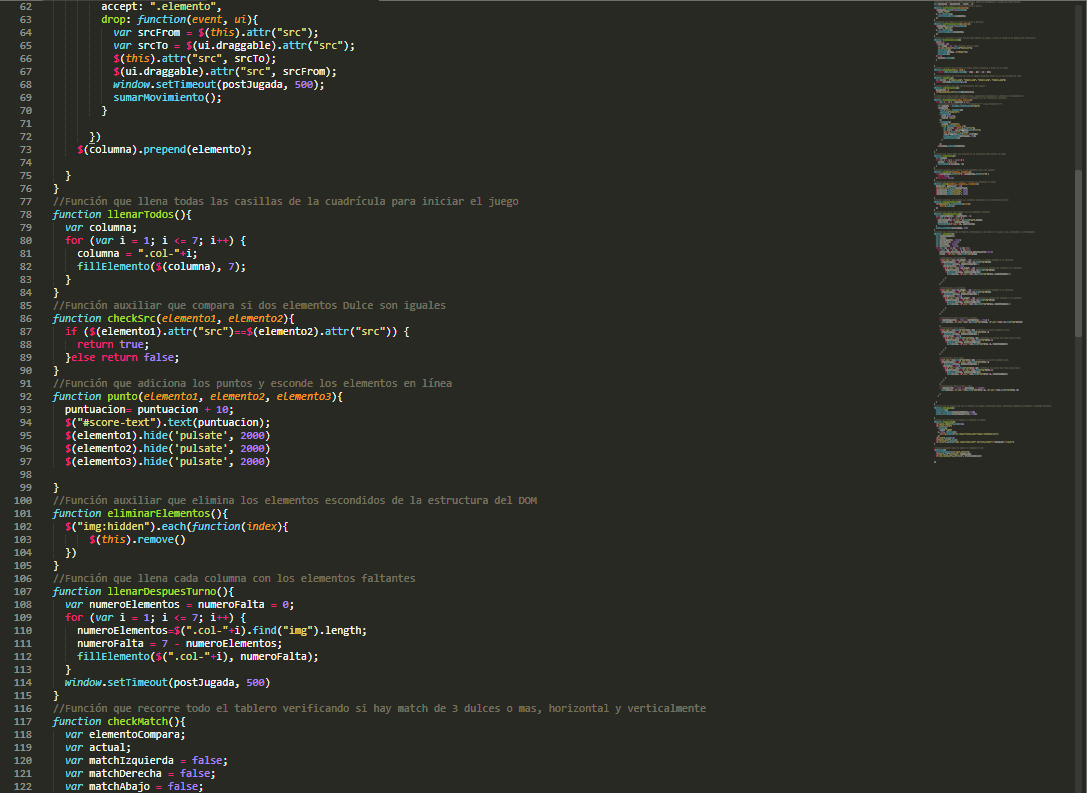 62 accept: ".elemento",
63 drop: function(event, ui){
64 var srcFrom = $(this).attr("src");
65 var srcTo = $(ui.draggable).attr("src");
66 $(this).attr("src", srcTo);
67 $(ui.draggable).attr("src", srcFrom);
68 window.setTimeout(postJugada, 500);
69 sumarMovimiento();
70 }
71
72 })
73 $(columna).prepend(elemento);
74
75 }
76 }
77 //Función que llena todas las casillas de la cuadrícula para iniciar el juego
78 function llenarTodos(){
79 var columna;
80 for (var i = 1; i <= 7; i++) {
81 columna = ".col-"+i;
82 fillElemento($(columna), 7);
83 }
84 }
85 //Función auxiliar que compara si dos elementos Dulce son iguales
86 function checkSrc(elemento1, elemento2){
87 if ($(elemento1).attr("src")==$(elemento2).attr("src")) {
88 return true;
89 }else return false;
90 }
91 //Función que adiciona los puntos y esconde los elementos en línea
92 function punto(elemento1, elemento2, elemento3){
93 puntuacion= puntuacion + 10;
94 $("#score-text").text(puntuacion);
95 $(elemento1).hide('pulsate', 2000)
96 $(elemento2).hide('pulsate', 2000)
97 $(elemento3).hide('pulsate', 2000)
98
99 }
100 //Función auxiliar que elimina los elementos escondidos de la estructura del DOM
101 function eliminarElementos(){
102 $("img:hidden").each(function(index){
103 $(this).remove()
104 })
105 }
106 //Función que llena cada columna con los elementos faltantes
107 function llenarDespuesTurno(){
108 var numeroElementos = numeroFalta = 0;
109 for (var i = 1; i <= 7; i++) {
110 numeroElementos=$(".col-"+i).find("img").length;
111 numeroFalta = 7 - numeroElementos;
112 fillElemento($(".col-"+i), numeroFalta);
113 }
114 window.setTimeout(postJugada, 500)
115 }
116 //Función que recorre todo el tablero verificando si hay match de 3 dulces o mas, horizontal y verticalmente
117 function checkMatch(){
118 var elementoCompara;
119 var actual;
120 var matchIzquierda = false;
121 var matchDerecha = false;
122 var matchAbajo = false;